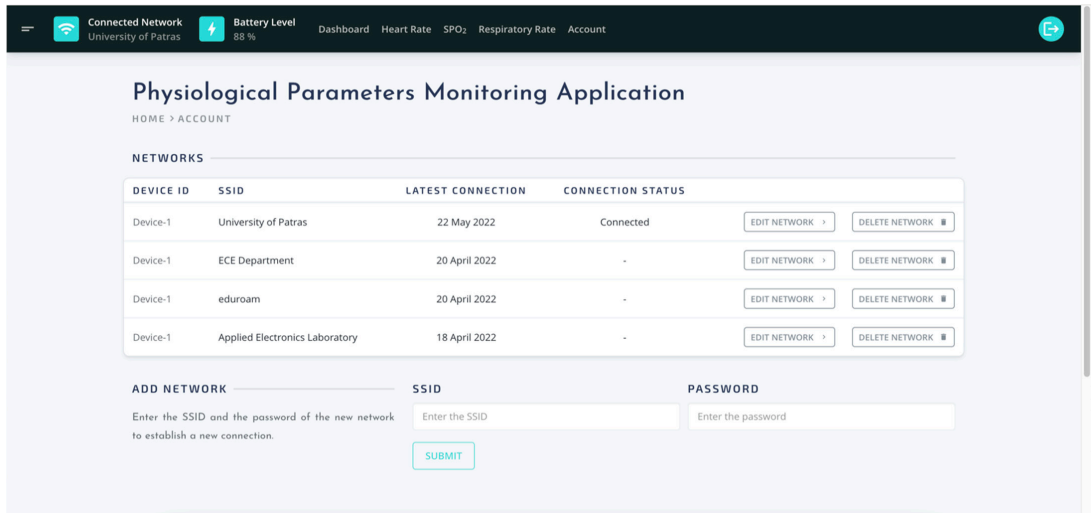 Connected Network
University of Patras
Battery Level
88 %
Dashboard Heart Rate SPO₂ Respiratory Rate Account
Physiological Parameters Monitoring Application
HOME > ACCOUNT
NETWORKS
DEVICE ID SSID LATEST CONNECTION CONNECTION STATUS
Device-1 University of Patras 22 May 2022 Connected EDIT NETWORK > DELETE NETWORK
Device-1 ECE Department 20 April 2022 - EDIT NETWORK > DELETE NETWORK
Device-1 eduroam 20 April 2022 - EDIT NETWORK > DELETE NETWORK
Device-1 Applied Electronics Laboratory 18 April 2022 - EDIT NETWORK > DELETE NETWORK
ADD NETWORK
Enter the SSID and the password of the new network
to establish a new connection.
SSID
Enter the SSID
PASSWORD
Enter the password
SUBMIT